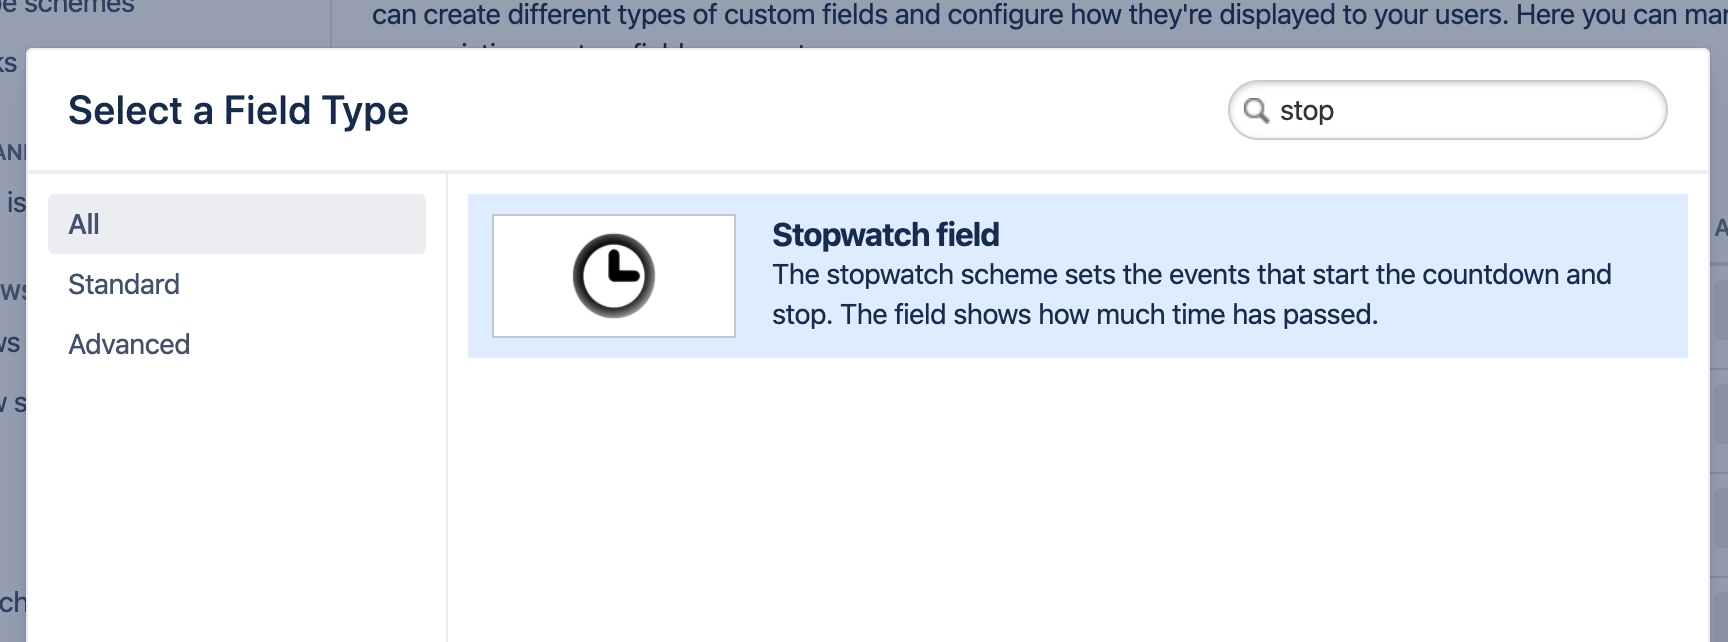 schemes
can create different types of custom fields and configure how they're displayed to your users. Here you can
Select a Field Type
stop
All
Standard
Advanced
Stopwatch field
The stopwatch scheme sets the events that start the countdown and
stop. The field shows how much time has passed.